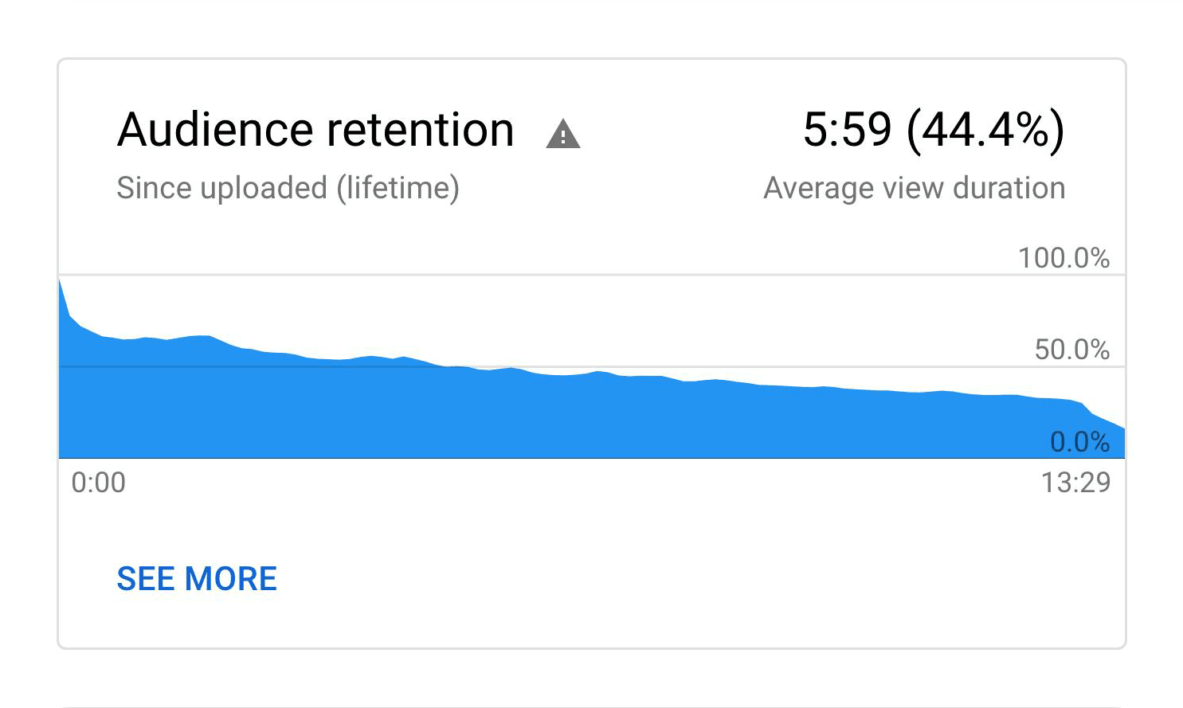 Audience retention
5:59 (44.4%)
Since uploaded (lifetime)
Average view duration
100.0%
50.0%
0.0%
0:00
13:29
SEE MORE